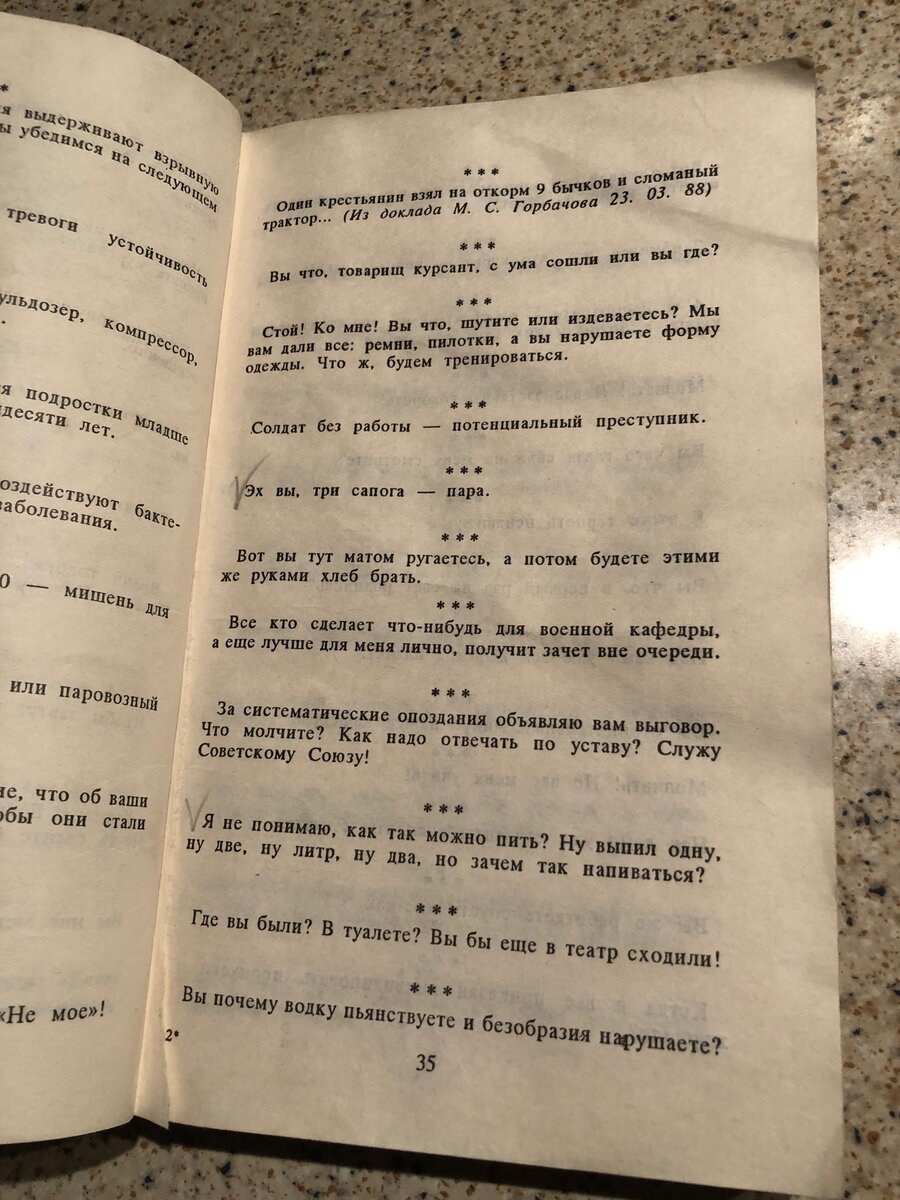 *
я выдерживают взрывную
ы убедимся на следующем
тревоги устойчивость
ульдозер, компрессор,
я подростки младше
десяти лет.
оздействуют бакте-
заболевания.
0 — мишень для
или паровозный
ие, что об ваши
обы они стали
«Не мое»!
2*
* * *
Один крестьянин взял на откорм 9 бычков и сломаный
трактор... (Из доклада М. С. Горбачова 23. 03. 88)
* * *
Вы что, товарищ курсант, с ума сошли или вы где?
* * *
Стой! Ко мне! Вы что, шутите или издеваетесь? Мы
вам дали все: ремни, пилотки, а вы нарушаете форму
одежды. Что ж, будем тренироваться.
* * *
Солдат без работы — потенциальный преступник.
* * *
Эх вы, три сапога — пара.
* * *
Вот вы тут матом ругаетесь, а потом будете этими
же руками хлеб брать.
* * *
Все кто сделает что-нибудь для военной кафедры,
а еще лучше для меня лично, получит зачет вне очереди.
* * *
За систематические опоздания объявляю вам выговор.
Что молчите? Как надо отвечать по уставу? Служу
Советскому Союзу!
* * *
Я не понимаю, как так можно пить? Ну выпил одну,
ну две, ну литр, ну два, но зачем так напиваться?
* * *
Где вы были? В туалете? Вы бы еще в театр сходили!
* * *
Вы почему водку пьянствуете и безобразия нарушаете?
35